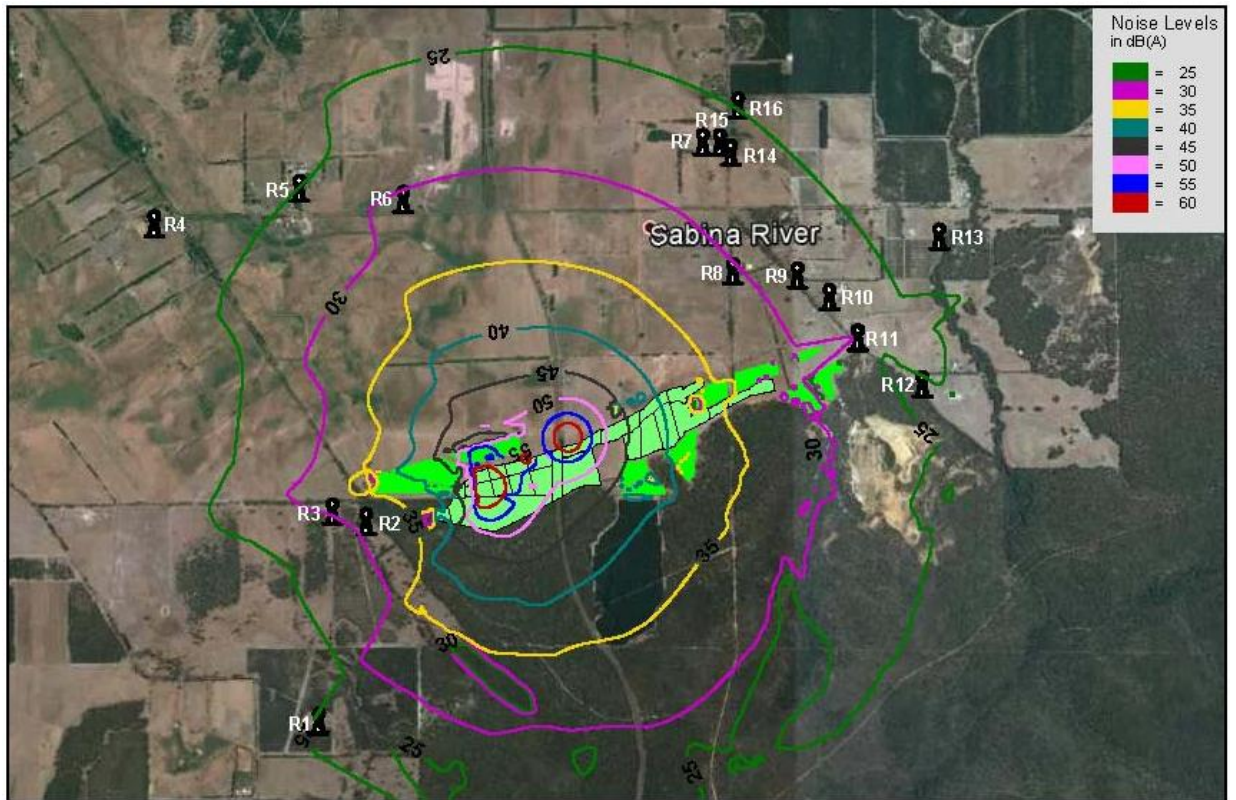 Noise Levels
in dB(A)
= 25
= 30
= 35
= 40
= 45
= 50
= 55
= 60
25
R16
R15
R7
R14
R5
R6
R4
Sabina River
R13
R8
R9
R10
30
40
R11
45
R12
50
25
30
55
R3
R2
35
35
30
R1
25
25